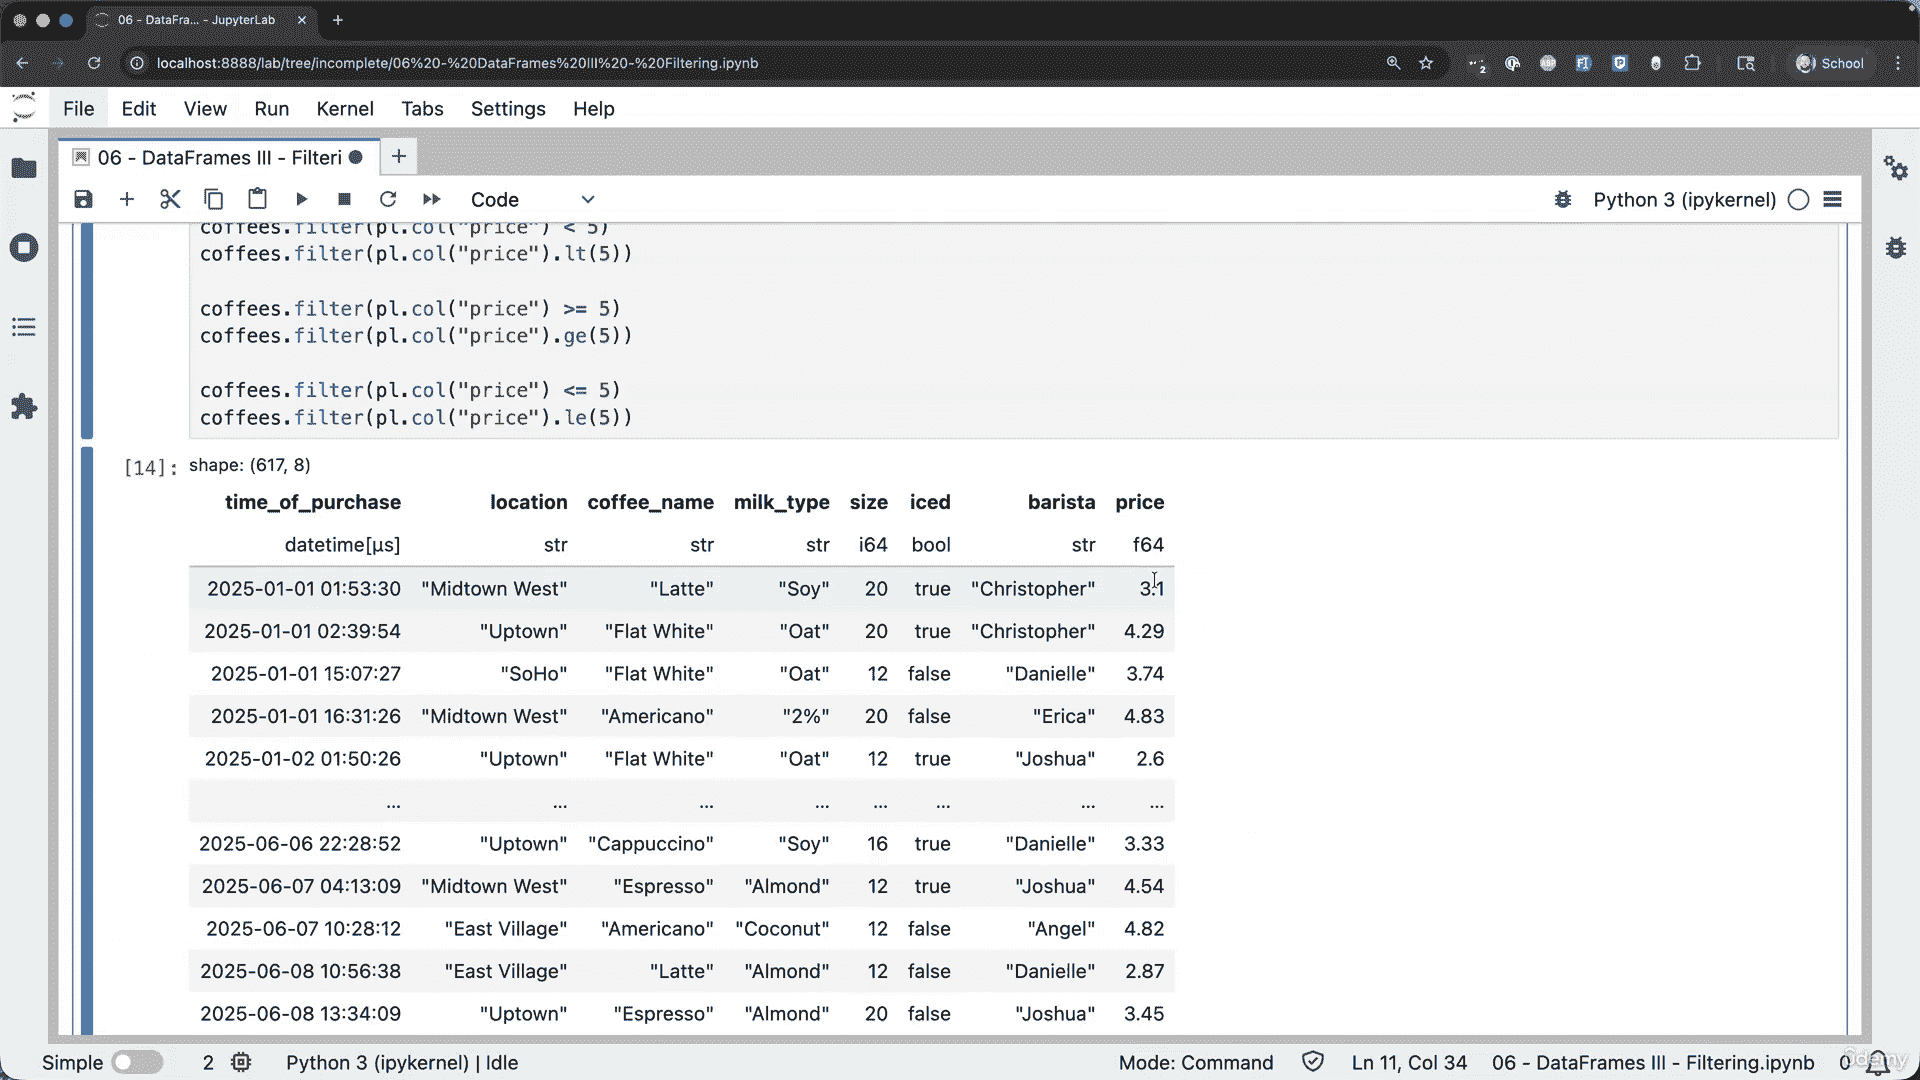 06 - DataFra... - JupyterLab
localhost:8888/lab/tree/incomplete/06%20-%20DataFrames%20III%20-%20Filtering.ipynb
2
ABP
School
File Edit View Run Kernel Tabs Settings Help
06 - DataFrames III - Filteri
Code
Python 3 (ipykernel)
coffees.filter(pl.col("price") < 5)
coffees.filter(pl.col("price").lt(5))
coffees.filter(pl.col("price") >= 5)
coffees.filter(pl.col("price").ge(5))
coffees.filter(pl.col("price") <= 5)
coffees.filter(pl.col("price").le(5))
[14]: shape: (617, 8)
time_of_purchase location coffee_name milk_type size iced barista price
datetime[μs] str str str i64 bool str f64
2025-01-01 01:53:30 "Midtown West" "Latte" "Soy" 20 true "Christopher" 3.1
2025-01-01 02:39:54 "Uptown" "Flat White" "Oat" 20 true "Christopher" 4.29
2025-01-01 15:07:27 "SoHo" "Flat White" "Oat" 12 false "Danielle" 3.74
2025-01-01 16:31:26 "Midtown West" "Americano" "2%" 20 false "Erica" 4.83
2025-01-02 01:50:26 "Uptown" "Flat White" "Oat" 12 true "Joshua" 2.6
… … … … … … … …
2025-06-06 22:28:52 "Uptown" "Cappuccino" "Soy" 16 true "Danielle" 3.33
2025-06-07 04:13:09 "Midtown West" "Espresso" "Almond" 12 true "Joshua" 4.54
2025-06-07 10:28:12 "East Village" "Americano" "Coconut" 12 false "Angel" 4.82
2025-06-08 10:56:38 "East Village" "Latte" "Almond" 12 false "Danielle" 2.87
2025-06-08 13:34:09 "Uptown" "Espresso" "Almond" 20 false "Joshua" 3.45
Simple 2 Python 3 (ipykernel) | Idle Mode: Command Ln 11, Col 34 06 - DataFrames III - Filtering.ipynb 0
Udemy